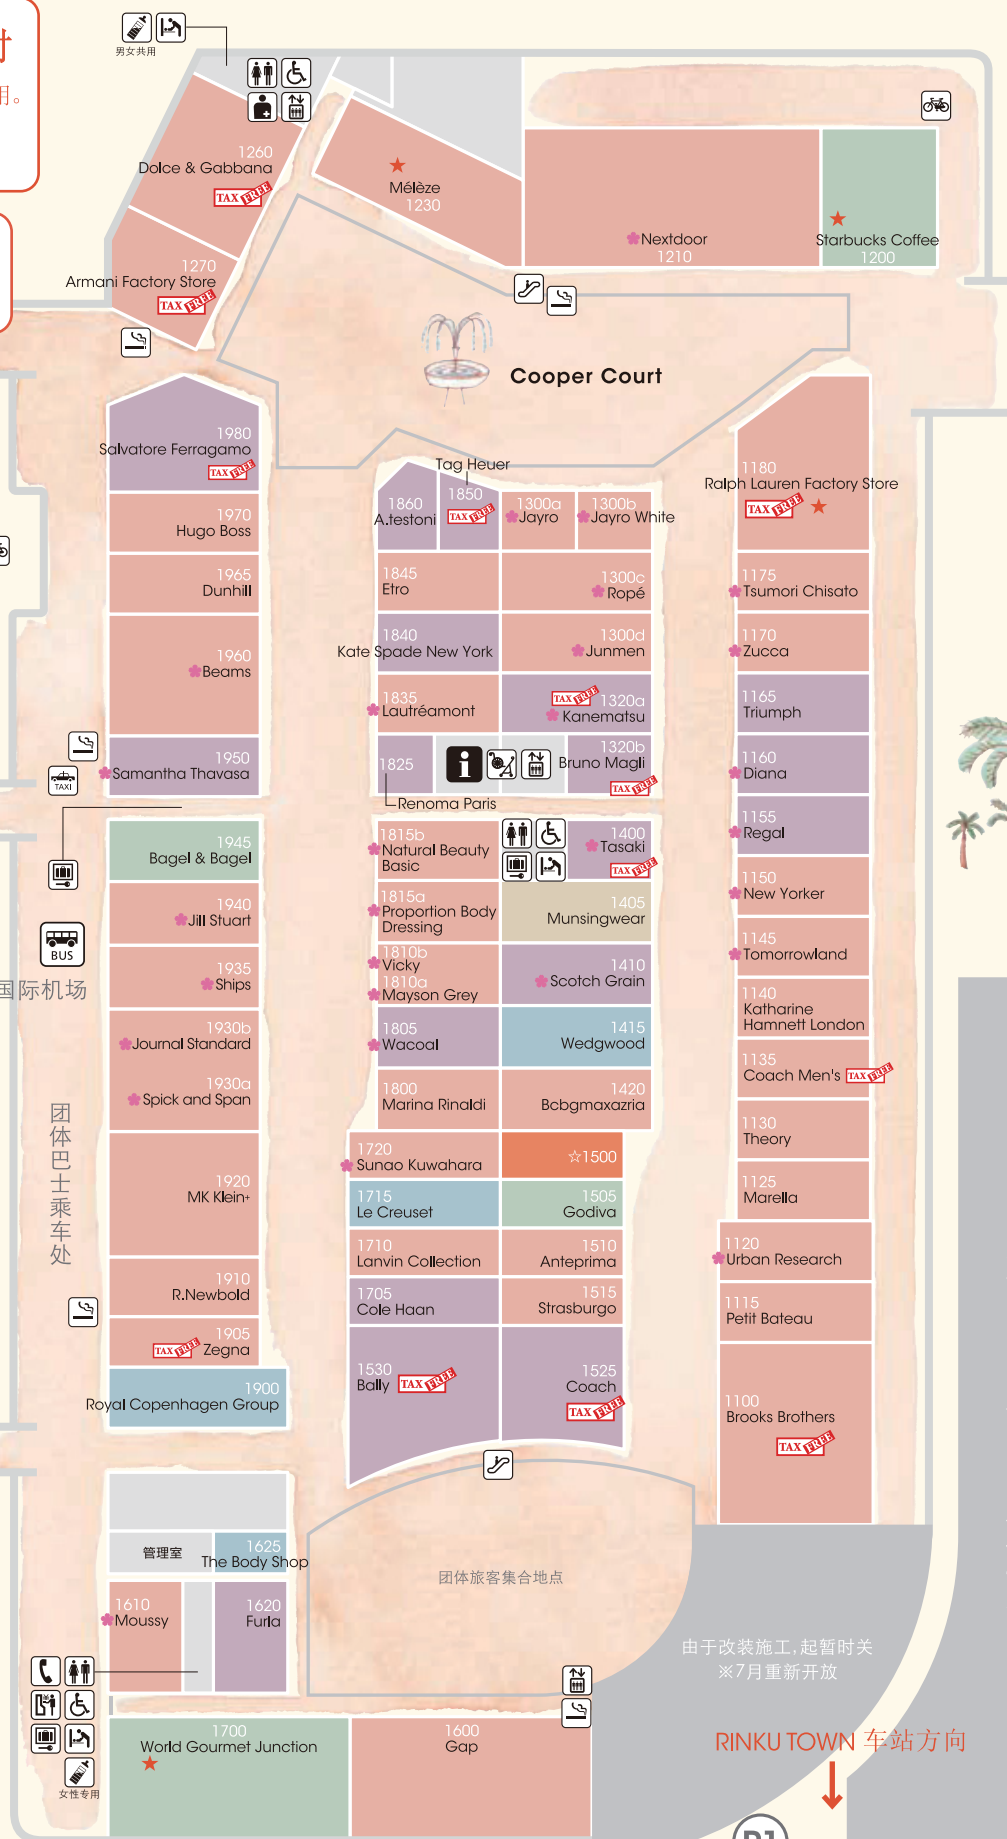 男女共用
用。
1260
Dolce & Gabbana
TAX FREE
Mélèze
1230
Nextdoor
1210
Starbucks Coffee
1200
1270
Armani Factory Store
TAX FREE
Cooper Court
1980
Salvatore Ferragamo
TAX FREE
1970
Hugo Boss
1965
Dunhill
1960
Beams
1950
Samantha Thavasa
TAXI
1945
Bagel & Bagel
1940
Jill Stuart
BUS
国际机场
1935
Ships
1930b
Journal Standard
1930a
Spick and Span
团体巴士乘车处
1920
MK Klein+
1910
R.Newbold
1905
TAX FREE Zegna
1900
Royal Copenhagen Group
Tag Heuer
1850
TAX FREE
1860
A.testoni
1300a
Jayro
1300b
Jayro White
1845
Etro
1300c
Ropé
1840
Kate Spade New York
1300d
Junmen
1835
Lautréamont
TAX FREE 1320a
Kanematsu
1825
Renoma Paris
1320b
Bruno Magli
TAX FREE
1815b
Natural Beauty
Basic
1400
Tasaki
TAX FREE
1815a
Proportion Body
Dressing
1405
Munsingwear
1810b
Vicky
1810a
Mayson Grey
1410
Scotch Grain
1805
Wacoal
1415
Wedgwood
1800
Marina Rinaldi
1420
Bcbgmaxazria
1720
Sunao Kuwahara
☆1500
1715
Le Creuset
1505
Godiva
1710
Lanvin Collection
1510
Anteprima
1705
Cole Haan
1515
Strasburgo
1530
Bally TAX FREE
1525
Coach
TAX FREE
1180
Ralph Lauren Factory Store
TAX FREE
1175
Tsumori Chisato
1170
Zucca
1165
Triumph
1160
Diana
1155
Regal
1150
New Yorker
1145
Tomorrowland
1140
Katharine
Hamnett London
1135
Coach Men's TAX FREE
1130
Theory
1125
Marella
1120
Urban Research
1115
Petit Bateau
1100
Brooks Brothers
TAX FREE
管理室
1625
The Body Shop
1610
Moussy
1620
Furla
团体旅客集合地点
由于改装施工，起暂时关
※7月重新开放
女性专用
1700
World Gourmet Junction
1600
Gap
RINKU TOWN 车站方向